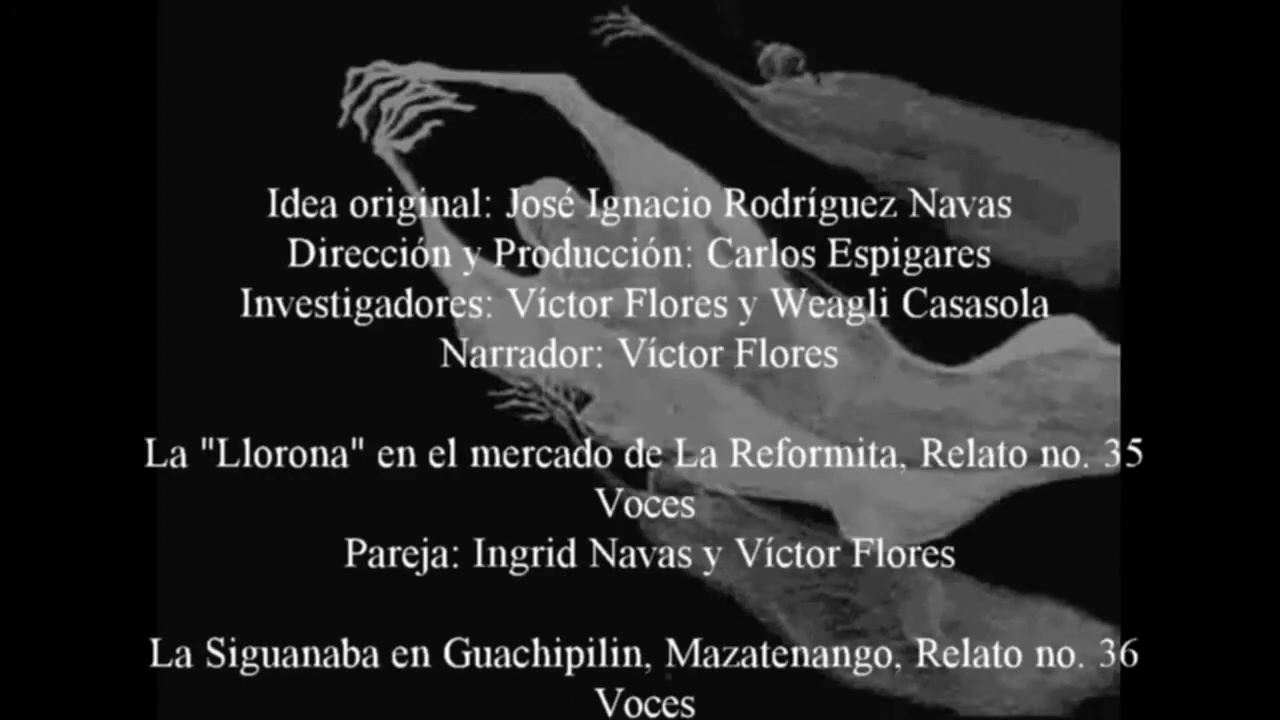 Idea original: José Ignacio Rodríguez Navas
Dirección y Producción: Carlos Espigares
Investigadores: Víctor Flores y Weagli Casasola
Narrador: Víctor Flores
La "Llorona" en el mercado de La Reformita, Relato no. 35
Voces
Pareja: Ingrid Navas y Víctor Flores
La Siguanaba en Guachipilin, Mazatenango, Relato no. 36
Voces